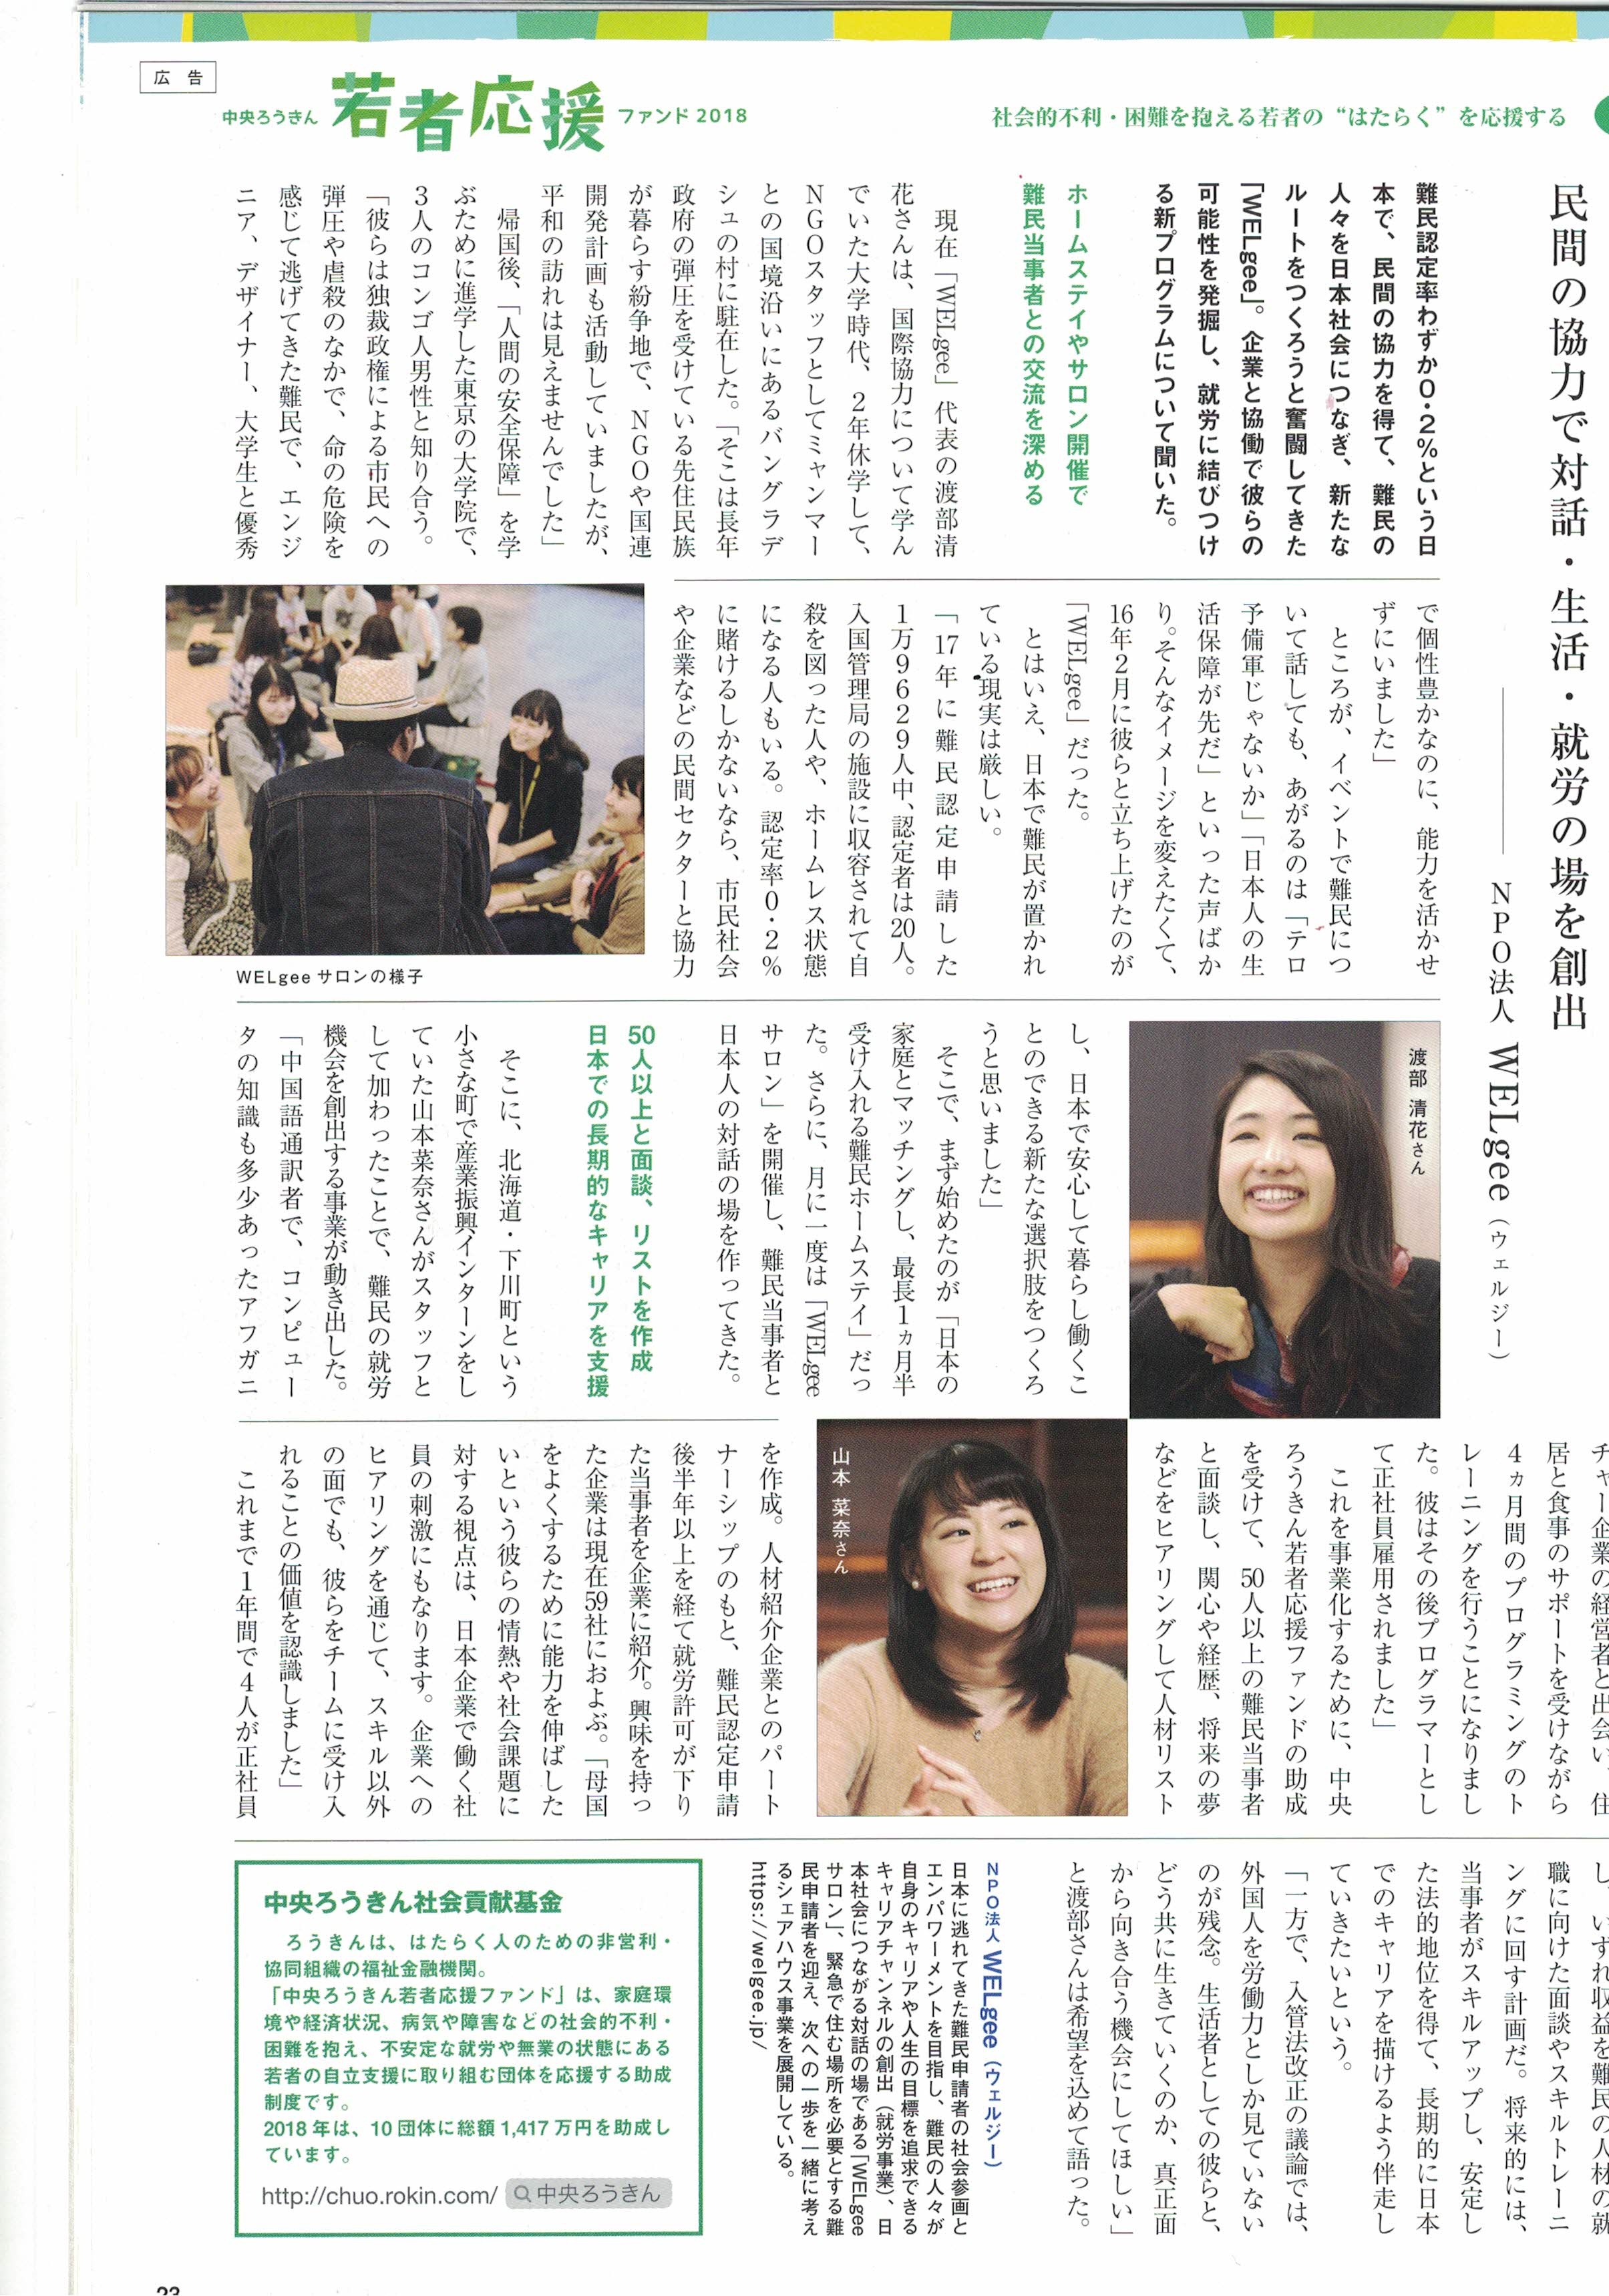 広 告
中央ろうきん 若者応援 ファンド2018
社会的不利・困難を抱える若者の“はたらく”を応援する
民間の協力で対話・生活・就労の場を創出
NPO法人 WELgee（ウェルジー）
難民認定率わずか0・2％という日
本で、民間の協力を得て、難民の
人々を日本社会につなぎ、新たな
ルートをつくろうと奮闘してきた
「WELgee」。企業と協働で彼らの
可能性を発掘し、就労に結びつけ
る新プログラムについて聞いた。
ホームステイやサロン開催で
難民当事者との交流を深める
現在「WELgee」代表の渡部清
花さんは、国際協力について学ん
でいた大学時代、2年休学して、
NGOスタッフとしてミャンマー
との国境沿いにあるバングラデ
シュの村に駐在した。「そこは長年
政府の弾圧を受けている先住民族
が暮らす紛争地で、NGOや国連
開発計画も活動していましたが、
平和の訪れは見えませんでした」
帰国後、「人間の安全保障」を学
ぶために進学した東京の大学院で、
3人のコンゴ人男性と知り合う。
「彼らは独裁政権による市民への
弾圧や虐殺のなかで、命の危険を
感じて逃げてきた難民で、エンジ
ニア、デザイナー、大学生と優秀
で個性豊かなのに、能力を活かせ
ずにいました」
ところが、イベントで難民につ
いて話しても、あがるのは「テロ
予備軍じゃないか」「日本人の生
活保障が先だ」といった声ばか
り。そんなイメージを変えたくて、
16年2月に彼らと立ち上げたのが
「WELgee」だった。
とはいえ、日本で難民が置かれ
ている現実は厳しい。
「17年に難民認定申請した
1万9629人中、認定者は20人。
入国管理局の施設に収容されて自
殺を図った人や、ホームレス状態
になる人もいる。認定率0・2％
に賭けるしかないなら、市民社会
や企業などの民間セクターと協力
WELgee サロンの様子
渡部 清花さん
し、日本で安心して暮らし働くこ
とのできる新たな選択肢をつくろ
うと思いました」
そこで、まず始めたのが「日本の
家庭とマッチングし、最長1ヵ月半
受け入れる難民ホームステイ」だっ
た。さらに、月に一度は「WELgee
サロン」を開催し、難民当事者と
日本人の対話の場を作ってきた。
50人以上と面談、リストを作成
日本での長期的なキャリアを支援
そこに、北海道・下川町という
小さな町で産業振興インターンをし
ていた山本菜奈さんがスタッフと
して加わったことで、難民の就労
機会を創出する事業が動き出した。
「中国語通訳者で、コンピュー
タの知識も多少あったアフガニ
チャー企業の経営者と出会い、住
居と食事のサポートを受けながら
4ヵ月間のプログラミングのト
レーニングを行うことになりまし
た。彼はその後プログラマーとし
て正社員雇用されました」
これを事業化するために、中央
ろうきん若者応援ファンドの助成
を受けて、50人以上の難民当事者
と面談し、関心や経歴、将来の夢
などをヒアリングして人材リスト
山本 菜奈さん
を作成。人材紹介企業とのパート
ナーシップのもと、難民認定申請
後半年以上を経て就労許可が下り
た当事者を企業に紹介。興味を持っ
た企業は現在59社におよぶ。「母国
をよくするために能力を伸ばした
いという彼らの情熱や社会課題に
対する視点は、日本企業で働く社
員の刺激にもなります。企業への
ヒアリングを通じて、スキル以外
の面でも、彼らをチームに受け入
れることの価値を認識しました」
これまで1年間で4人が正社員
し、いずれ収益を難民の人材の就
職に向けた面談やスキルトレーニ
ングに回す計画だ。将来的には、
当事者がスキルアップし、安定し
た法的地位を得て、長期的に日本
でのキャリアを描けるよう伴走し
ていきたいという。
「一方で、入管法改正の議論では、
外国人を労働力としか見ていない
のが残念。生活者としての彼らと、
どう共に生きていくのか、真正面
から向き合う機会にしてほしい」
と渡部さんは希望を込めて語った。
NPO法人 WELgee（ウェルジー）
日本に逃れてきた難民申請者の社会参画と
エンパワーメントを目指し、難民の人々が
自身のキャリアや人生の目標を追求できる
キャリアチャンネルの創出（就労事業）、日
本社会につながる対話の場である「WELgee
サロン」、緊急で住む場所を必要とする難
民申請者を迎え、次への一歩を一緒に考え
るシェアハウス事業を展開している。
https://welgee.jp/
中央ろうきん社会貢献基金
ろうきんは、はたらく人のための非営利・
協同組織の福祉金融機関。
「中央ろうきん若者応援ファンド」は、家庭環
境や経済状況、病気や障害などの社会的不利・
困難を抱え、不安定な就労や無業の状態にある
若者の自立支援に取り組む団体を応援する助成
制度です。
2018年は、10団体に総額1,417万円を助成し
ています。
http://chuo.rokin.com/ 中央ろうきん
23